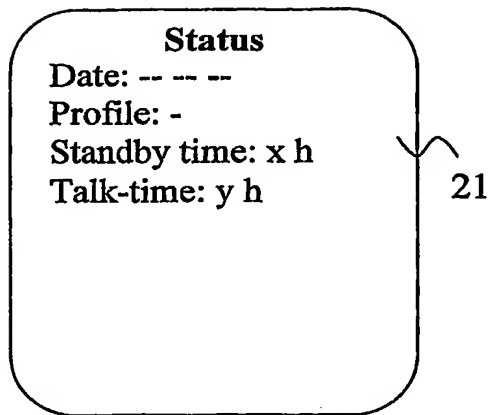 Status
Date: -- -- --
Profile: -
Standby time: x h
Talk-time: y h
21